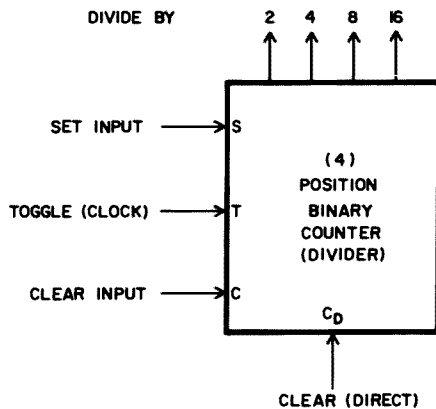 DIVIDE BY 2 4 8 16
SET INPUT S
(4)
POSITION
TOGGLE (CLOCK) T BINARY
COUNTER
(DIVIDER)
CLEAR INPUT C
CD
CLEAR (DIRECT)